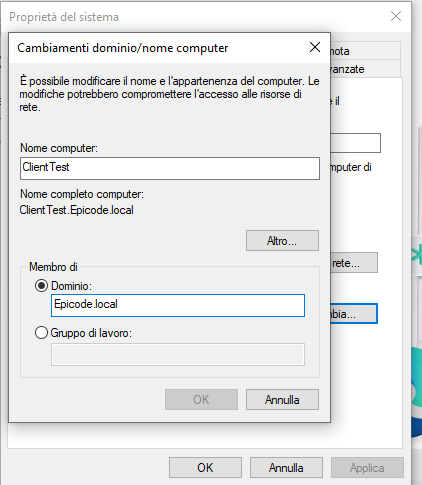 Proprietà del sistema
Cambiamenti dominio/nome computer
È possibile modificare il nome e l'appartenenza del computer. Le
modifiche potrebbero compromettere l'accesso alle risorse di
rete.
Nome computer:
ClientTest
Nome completo computer:
ClientTest.Epicode.local
Altro...
Membro di
Dominio:
Epicode.local
Gruppo di lavoro:
OK
Annulla
mota
vanzate
e il
mputer di
rete...
mbia...
OK
Annulla
Applica